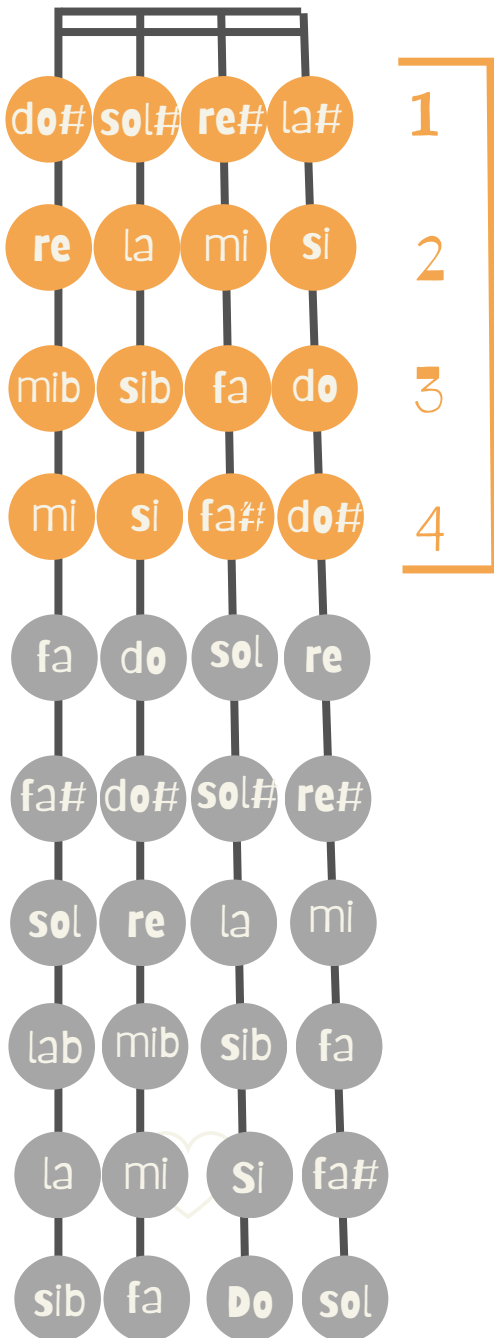 do# sol# re# la# 1
re la mi si 2
mib sib fa do 3
mi si fa# do# 4
fa do sol re
fa# do# sol# re#
sol re la mi
lab mib sib fa
la mi Si fa#
sib fa Do sol